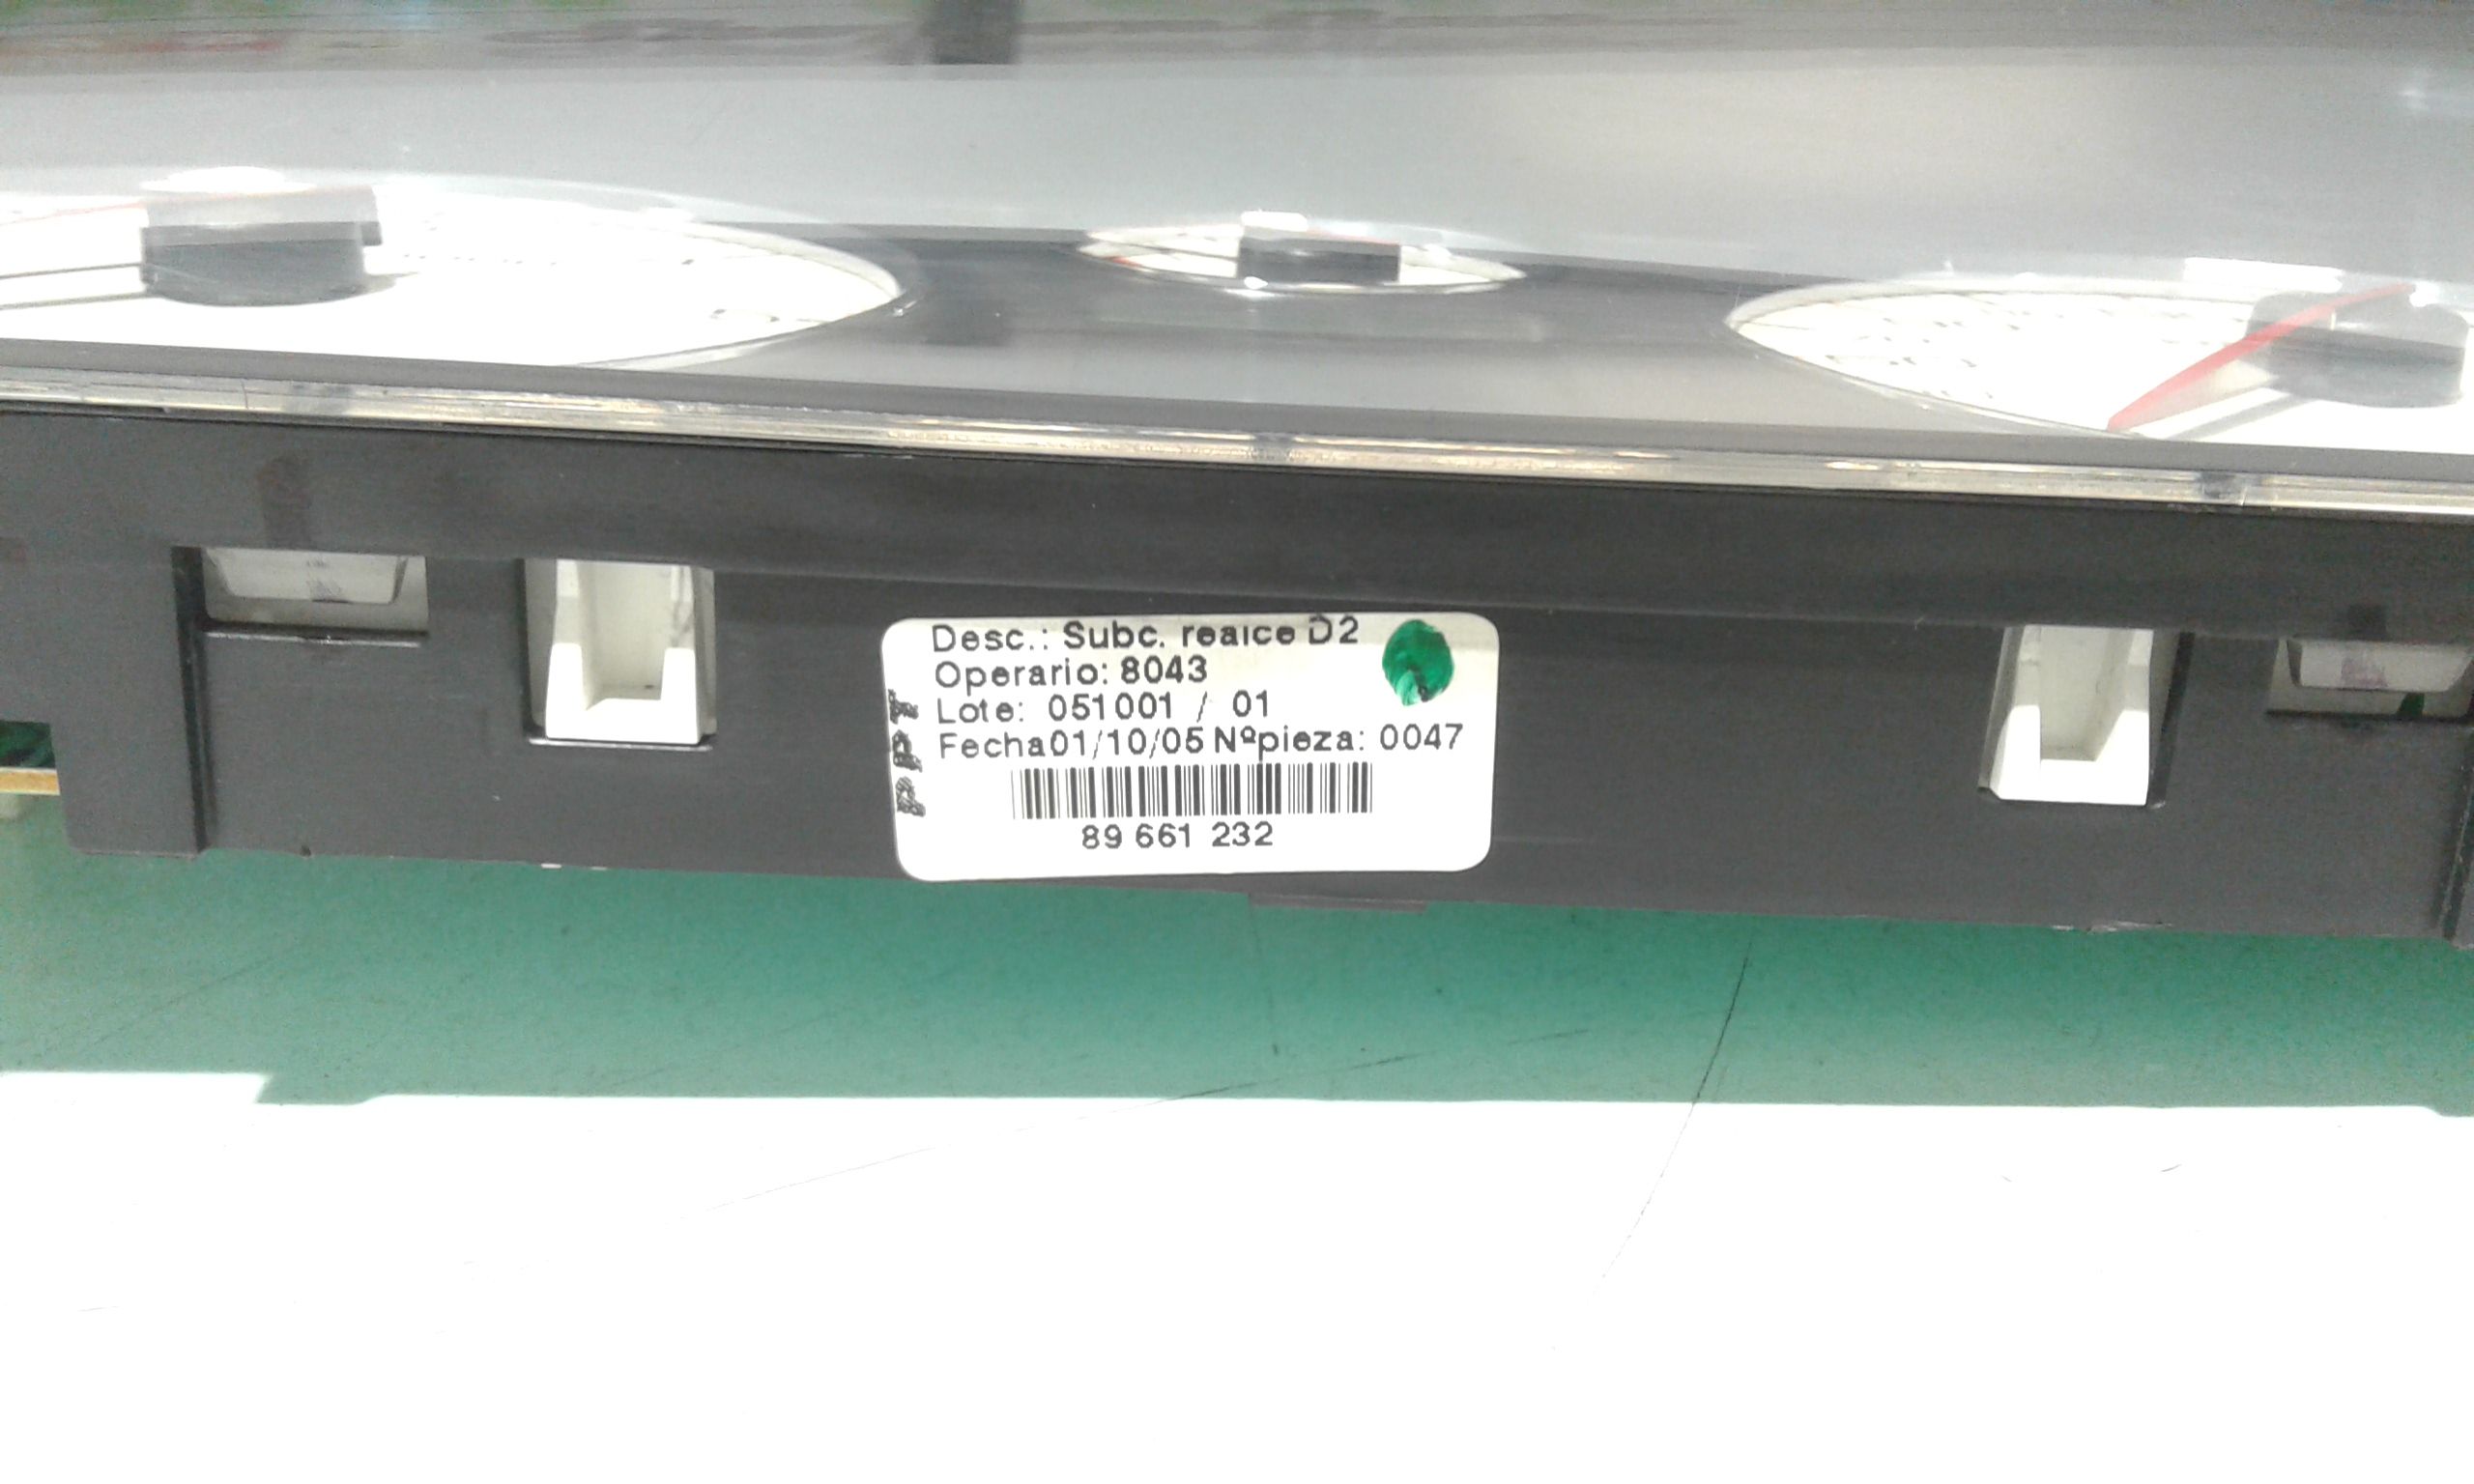 Desc.: Subc. realce D2
Operario: 8043
Lote: 051001 / 01
Fecha01/10/05 Nºpieza: 0047
89 661 232